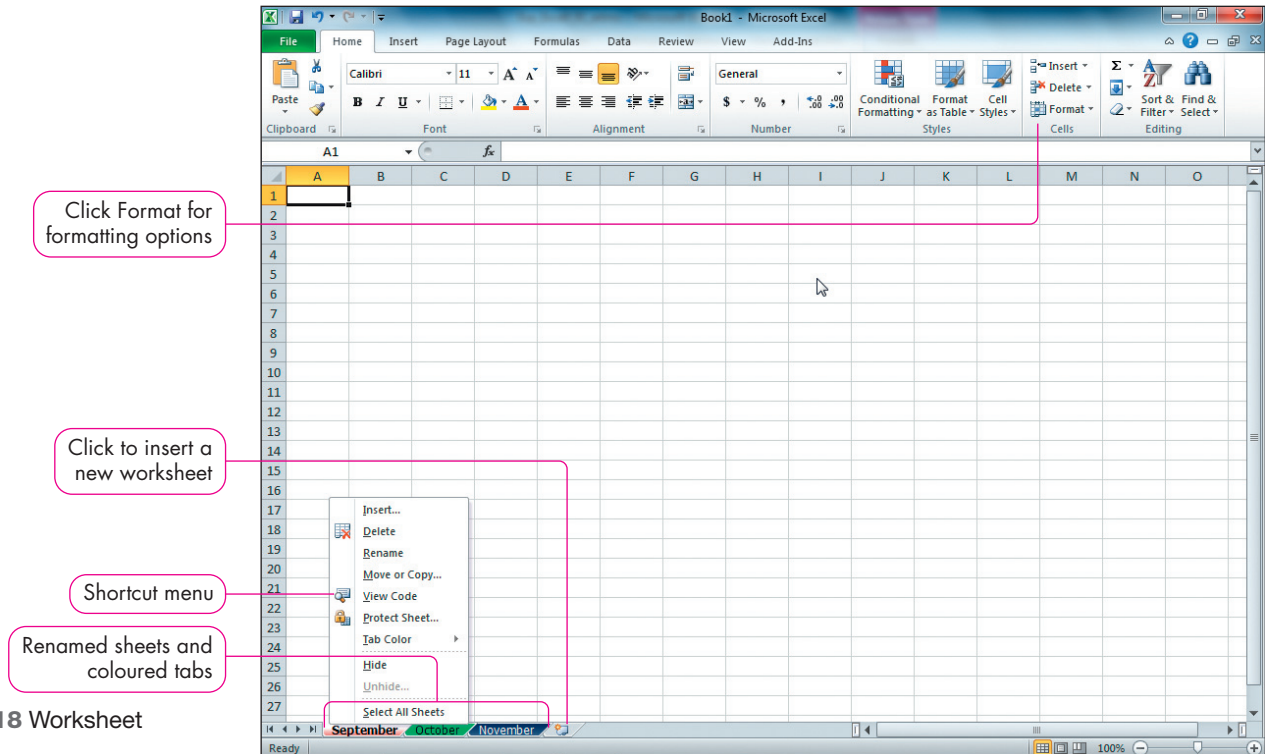 Book1 - Microsoft Excel
File Home Insert Page Layout Formulas Data Review View Add-Ins
Calibri 11 A A General Insert Σ
Delete
Paste B I U A $ % , .0 .00 .00 .0 Conditional Formatting Format as Table Cell Styles Format Sort & Filter Find & Select
Clipboard Font Alignment Number Styles Cells Editing
A1 fx
A B C D E F G H I J K L M N O
1
2
3
4
5
6
7
8
9
10
11
12
13
14
15
16
17
18
19
20
21
22
23
24
25
26
27
Click Format for
formatting options
Click to insert a
new worksheet
Shortcut menu
Renamed sheets and
coloured tabs
Insert...
Delete
Rename
Move or Copy...
View Code
Protect Sheet...
Tab Color
Hide
Unhide...
Select All Sheets
September October November
Ready 100%
18 Worksheet